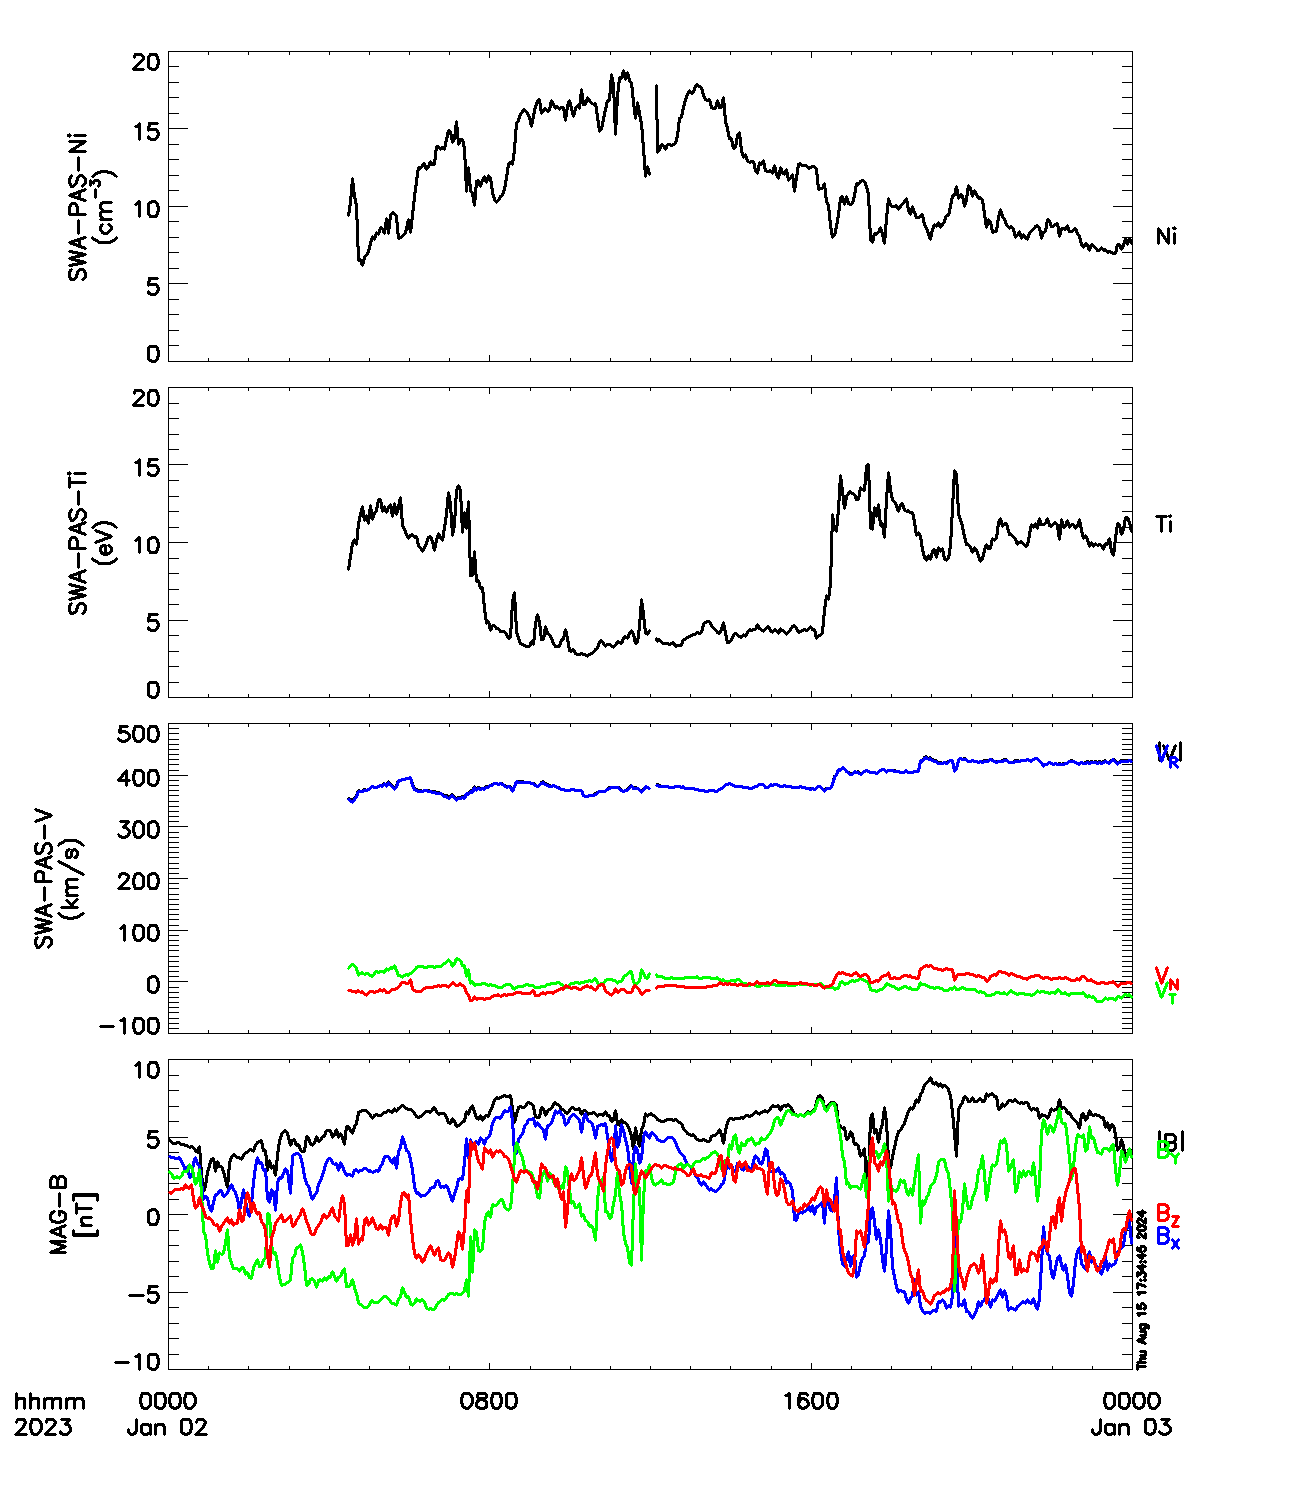 20
15
10
5
0
SWA-PAS-Ni
(cm-3)
Ni
20
15
10
5
0
SWA-PAS-Ti
(eV)
Ti
500
400
300
200
100
0
-100
SWA-PAS-V
(km/s)
|V|
VR
VN
VT
10
5
0
-5
-10
MAG-B
[nT]
|B|
BY
BZ
BX
Thu Aug 15 17:34:45 2024
hhmm 0000 0800 1600 0000
2023 Jan 02 Jan 03